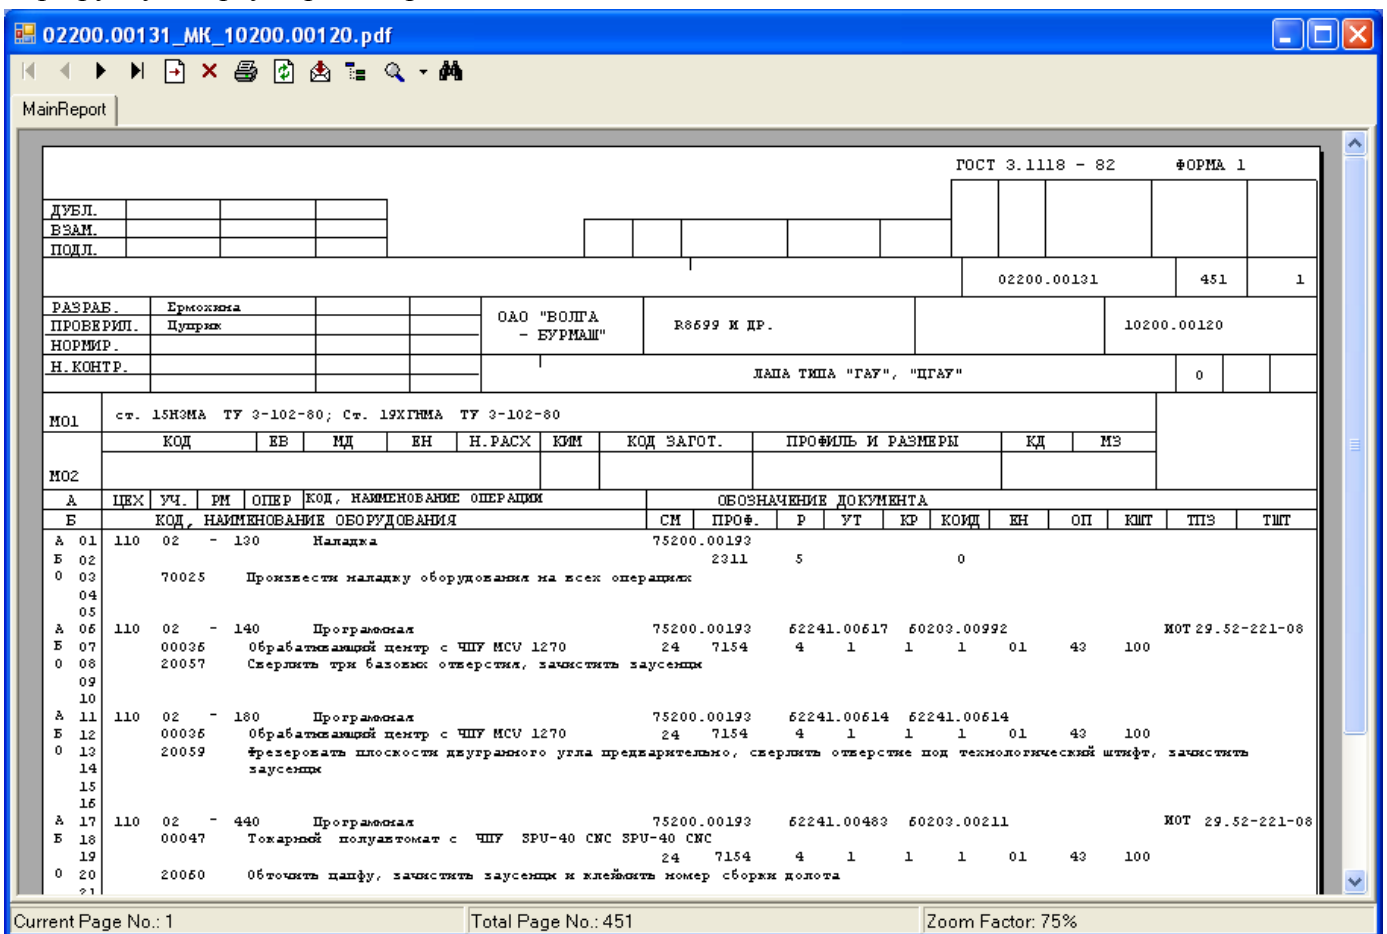 02200.00131_МК_10200.00120.pdf
MainReport
ГОСТ 3.1118 - 82 ФОРМА 1
ДУБЛ.
ВЗАМ.
ПОДЛ.
02200.00131 451 1
РАЗРАБ. Ермохина
ПРОВЕРИЛ. Цуприк
НОРМИР.
Н.КОНТР.
ОАО "ВОЛГА
- БУРМАШ"
R8699 И ДР.
10200.00120
ЛАПА ТИПА "ГАУ", "ЦГАУ" 0
М01 ст. 15Н3МА ТУ 3-102-80; Ст. 19ХГНМА ТУ 3-102-80
КОД ЕВ МД ЕН Н.РАСХ КИМ КОД ЗАГОТ. ПРОФИЛЬ И РАЗМЕРЫ КД МЗ
М02
А ЦЕХ УЧ. РМ ОПЕР КОД, НАИМЕНОВАНИЕ ОПЕРАЦИИ ОБОЗНАЧЕНИЕ ДОКУМЕНТА
Б КОД, НАИМЕНОВАНИЕ ОБОРУДОВАНИЯ СМ ПРОФ. Р УТ КР КОИД ЕН ОП КШТ ТПЗ ТШТ
А 01 110 02 - 130 Наладка 75200.00193
Б 02 2311 5 0
О 03 70025 Произвести наладку оборудования на всех операциях
04
05
А 06 110 02 - 140 Программная 75200.00193 62241.00617 60203.00992 ИОТ 29.52-221-08
Б 07 00036 Обрабатывающий центр с ЧПУ MCV 1270 24 7154 4 1 1 1 01 43 100
О 08 20057 Сверлить три базовых отверстия, зачистить заусенцы
09
10
А 11 110 02 - 180 Программная 75200.00193 62241.00614 62241.00614
Б 12 00036 Обрабатывающий центр с ЧПУ MCV 1270 24 7154 4 1 1 1 01 43 100
О 13 20059 Фрезеровать плоскости двугранного угла предварительно, сверлить отверстие под технологический штифт, зачистить
14 заусенцы
15
16
А 17 110 02 - 440 Программная 75200.00193 62241.00483 60203.00211 ИОТ 29.52-221-08
Б 18 00047 Токарный полуавтомат с ЧПУ SPU-40 CNC SPU-40 CNC
19 24 7154 4 1 1 1 01 43 100
О 20 20060 Обточить цапфу, зачистить заусенцы и клеймить номер сборки долота
21
Current Page No.: 1 Total Page No.: 451 Zoom Factor: 75%